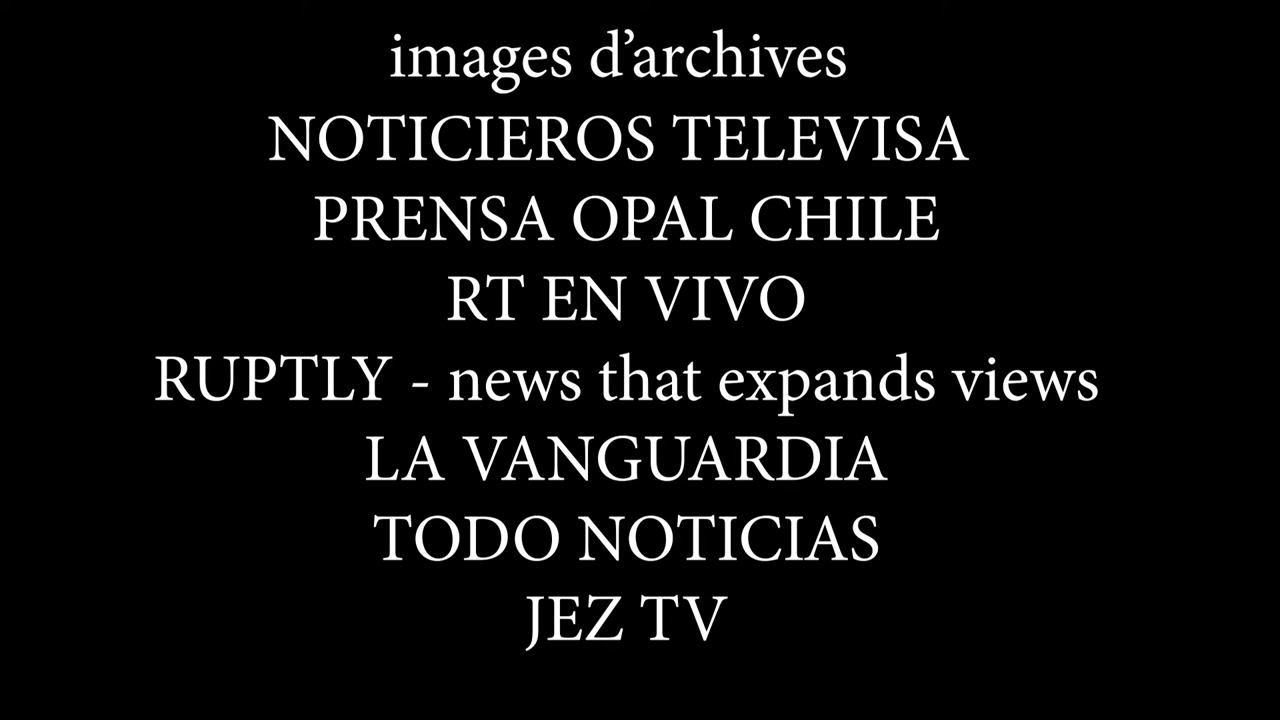 images d’archives
NOTICIEROS TELEVISA
PRENSA OPAL CHILE
RT EN VIVO
RUPTLY - news that expands views
LA VANGUARDIA
TODO NOTICIAS
JEZ TV